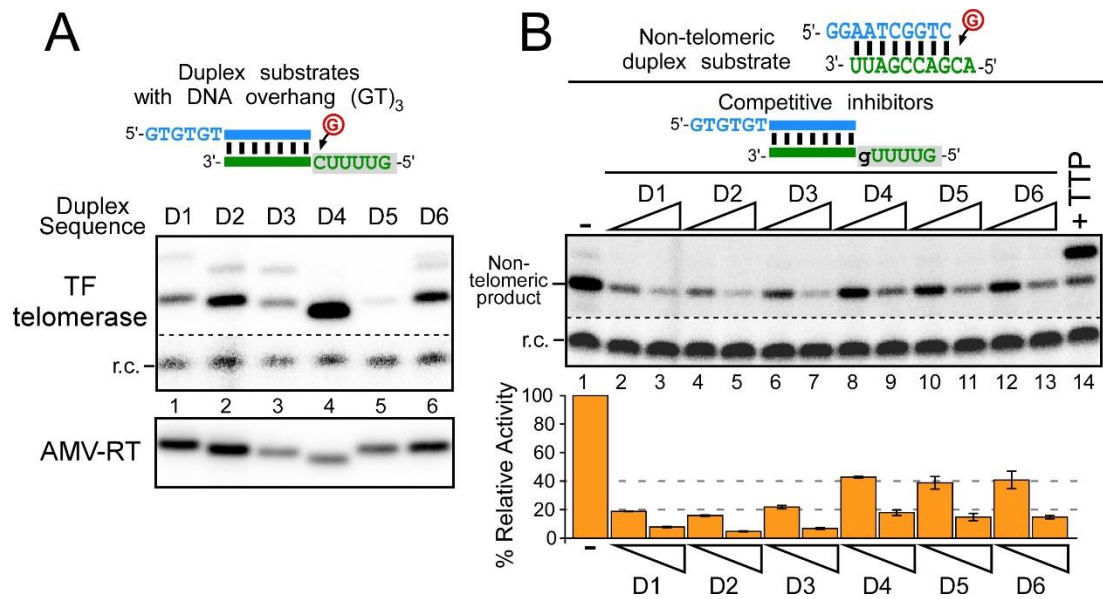 A
Duplex substrates
with DNA overhang (GT)3
G
5'-GTGTGT
3'-CUUUUG-5'
Duplex
Sequence
D1 D2 D3 D4 D5 D6
TF
telomerase
r.c.
1 2 3 4 5 6
AMV-RT
B
Non-telomeric
duplex substrate
G
5'-GGAATCGGTC
3'-UUAGCCAGCA-5'
Competitive inhibitors
5'-GTGTGT
3'-gUUUUG-5'
- D1 D2 D3 D4 D5 D6 + TTP
Non-
telomeric
product
r.c.
1 2 3 4 5 6 7 8 9 10 11 12 13 14
% Relative Activity
100
80
60
40
20
0
- D1 D2 D3 D4 D5 D6